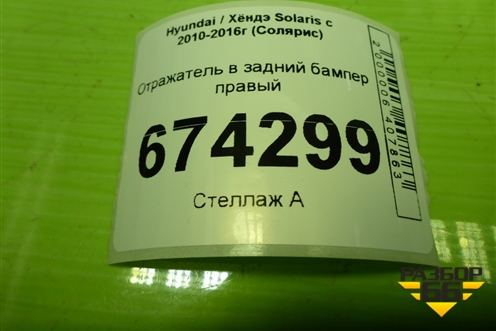 Hyundai / Хёндэ Solaris с
2010-2016г (Солярис)
Отражатель в задний бампер
правый
674299
Стеллаж А
2000006407863
РАЗБОР
66